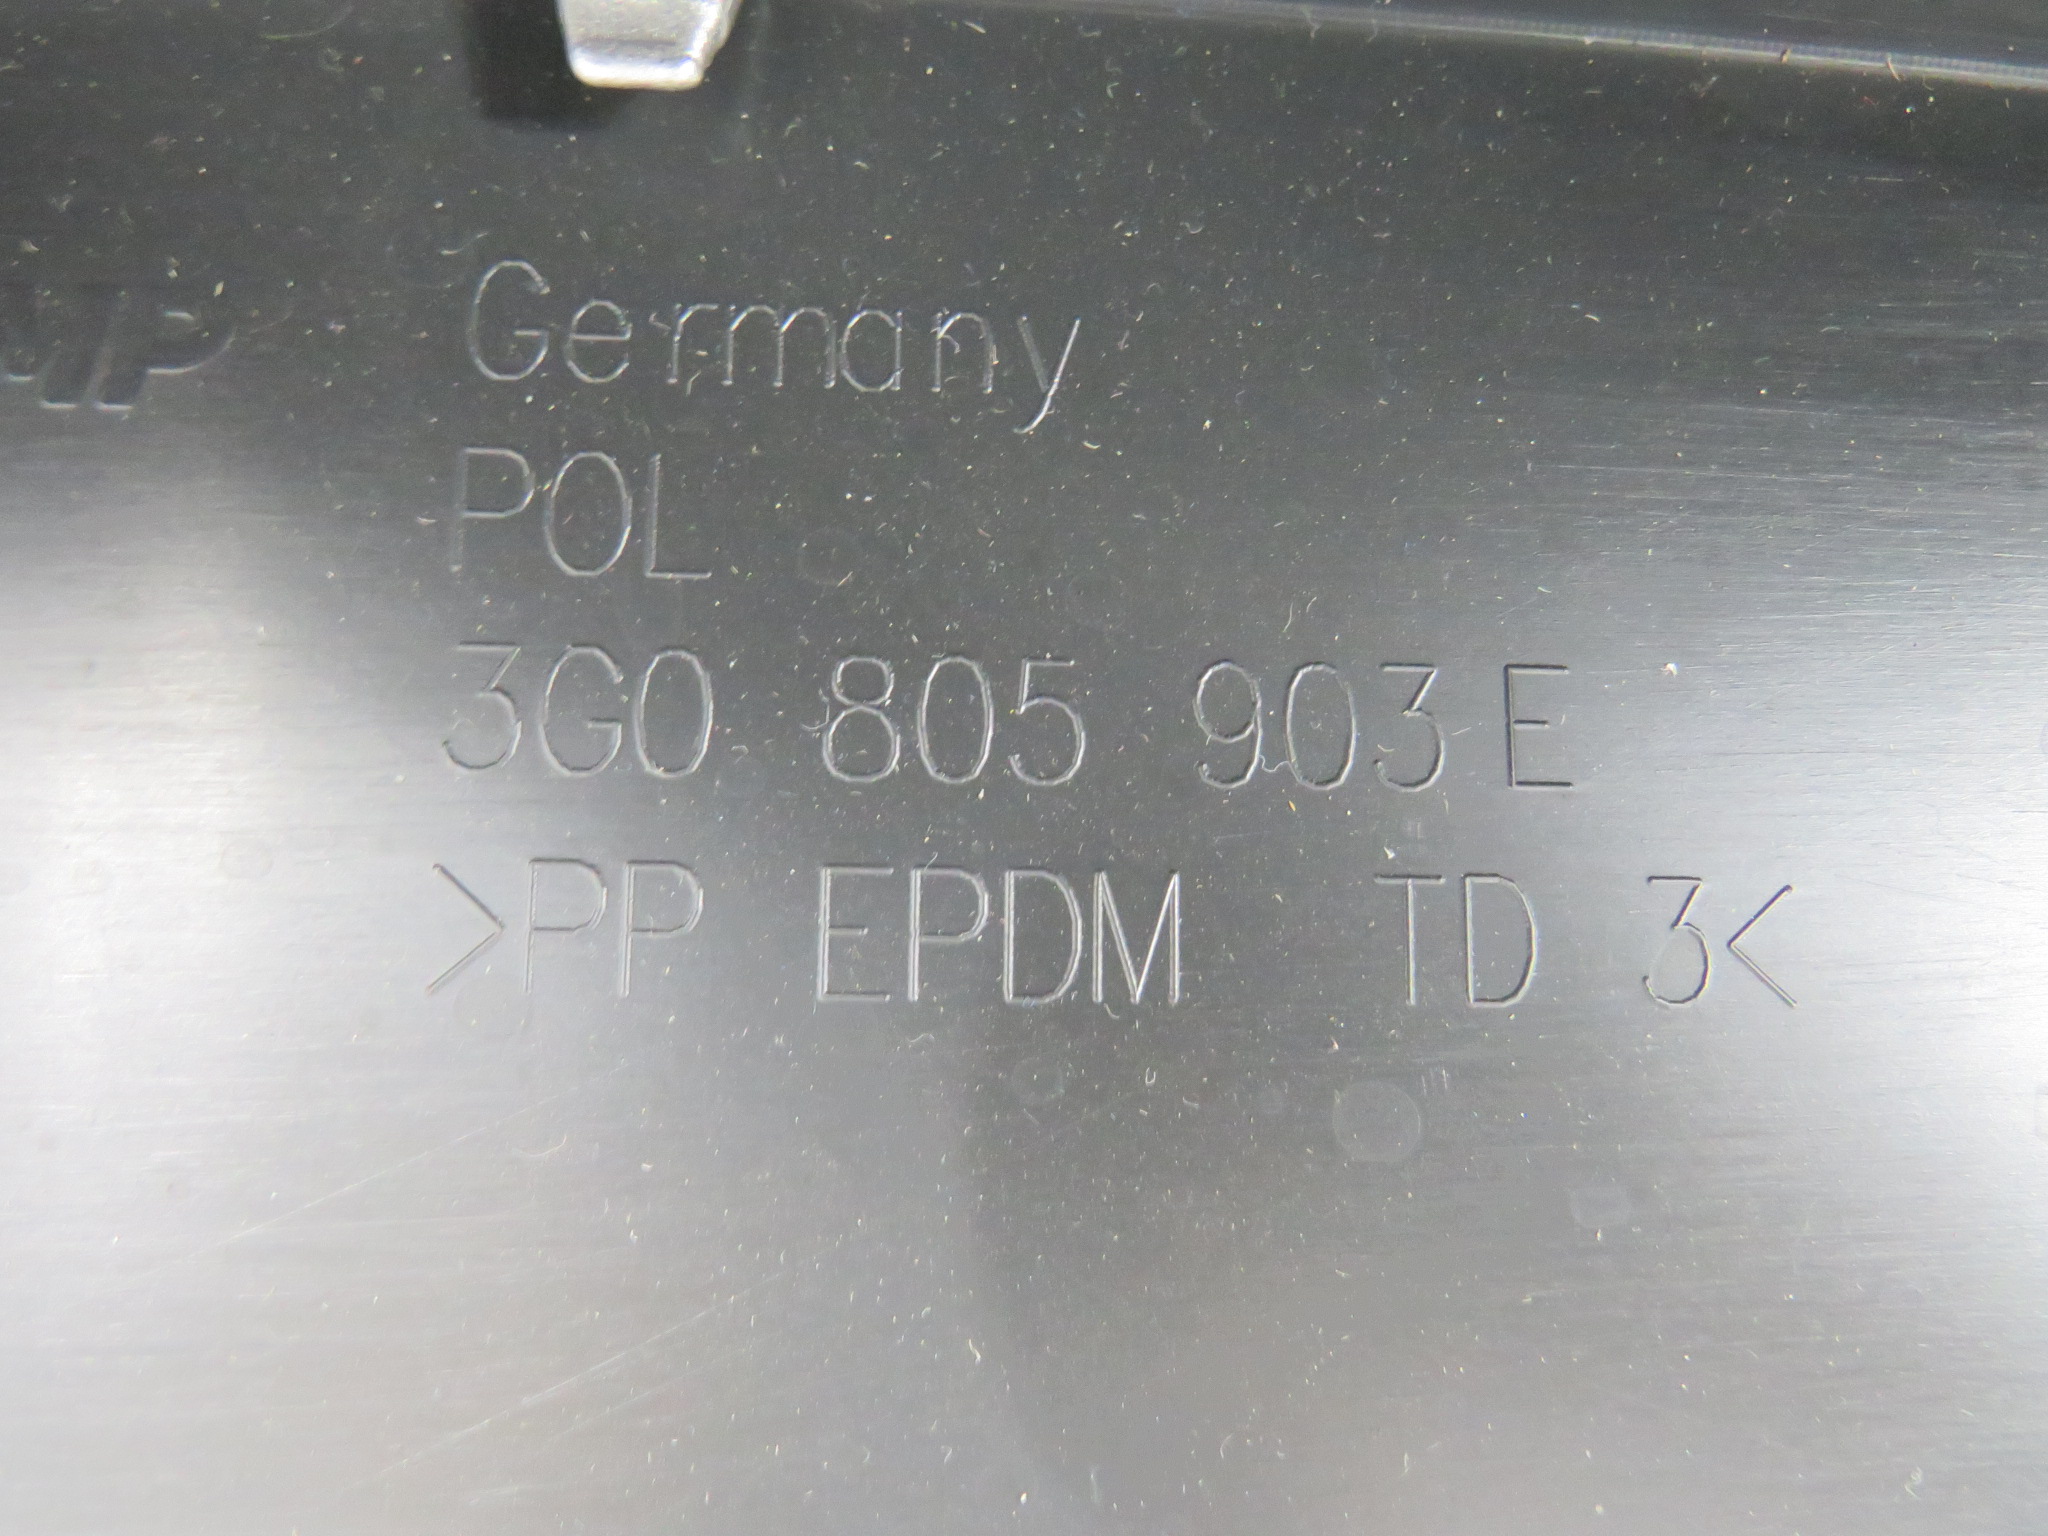 Germany
POL
3G0 805 903 E
>PP EPDM TD 3<